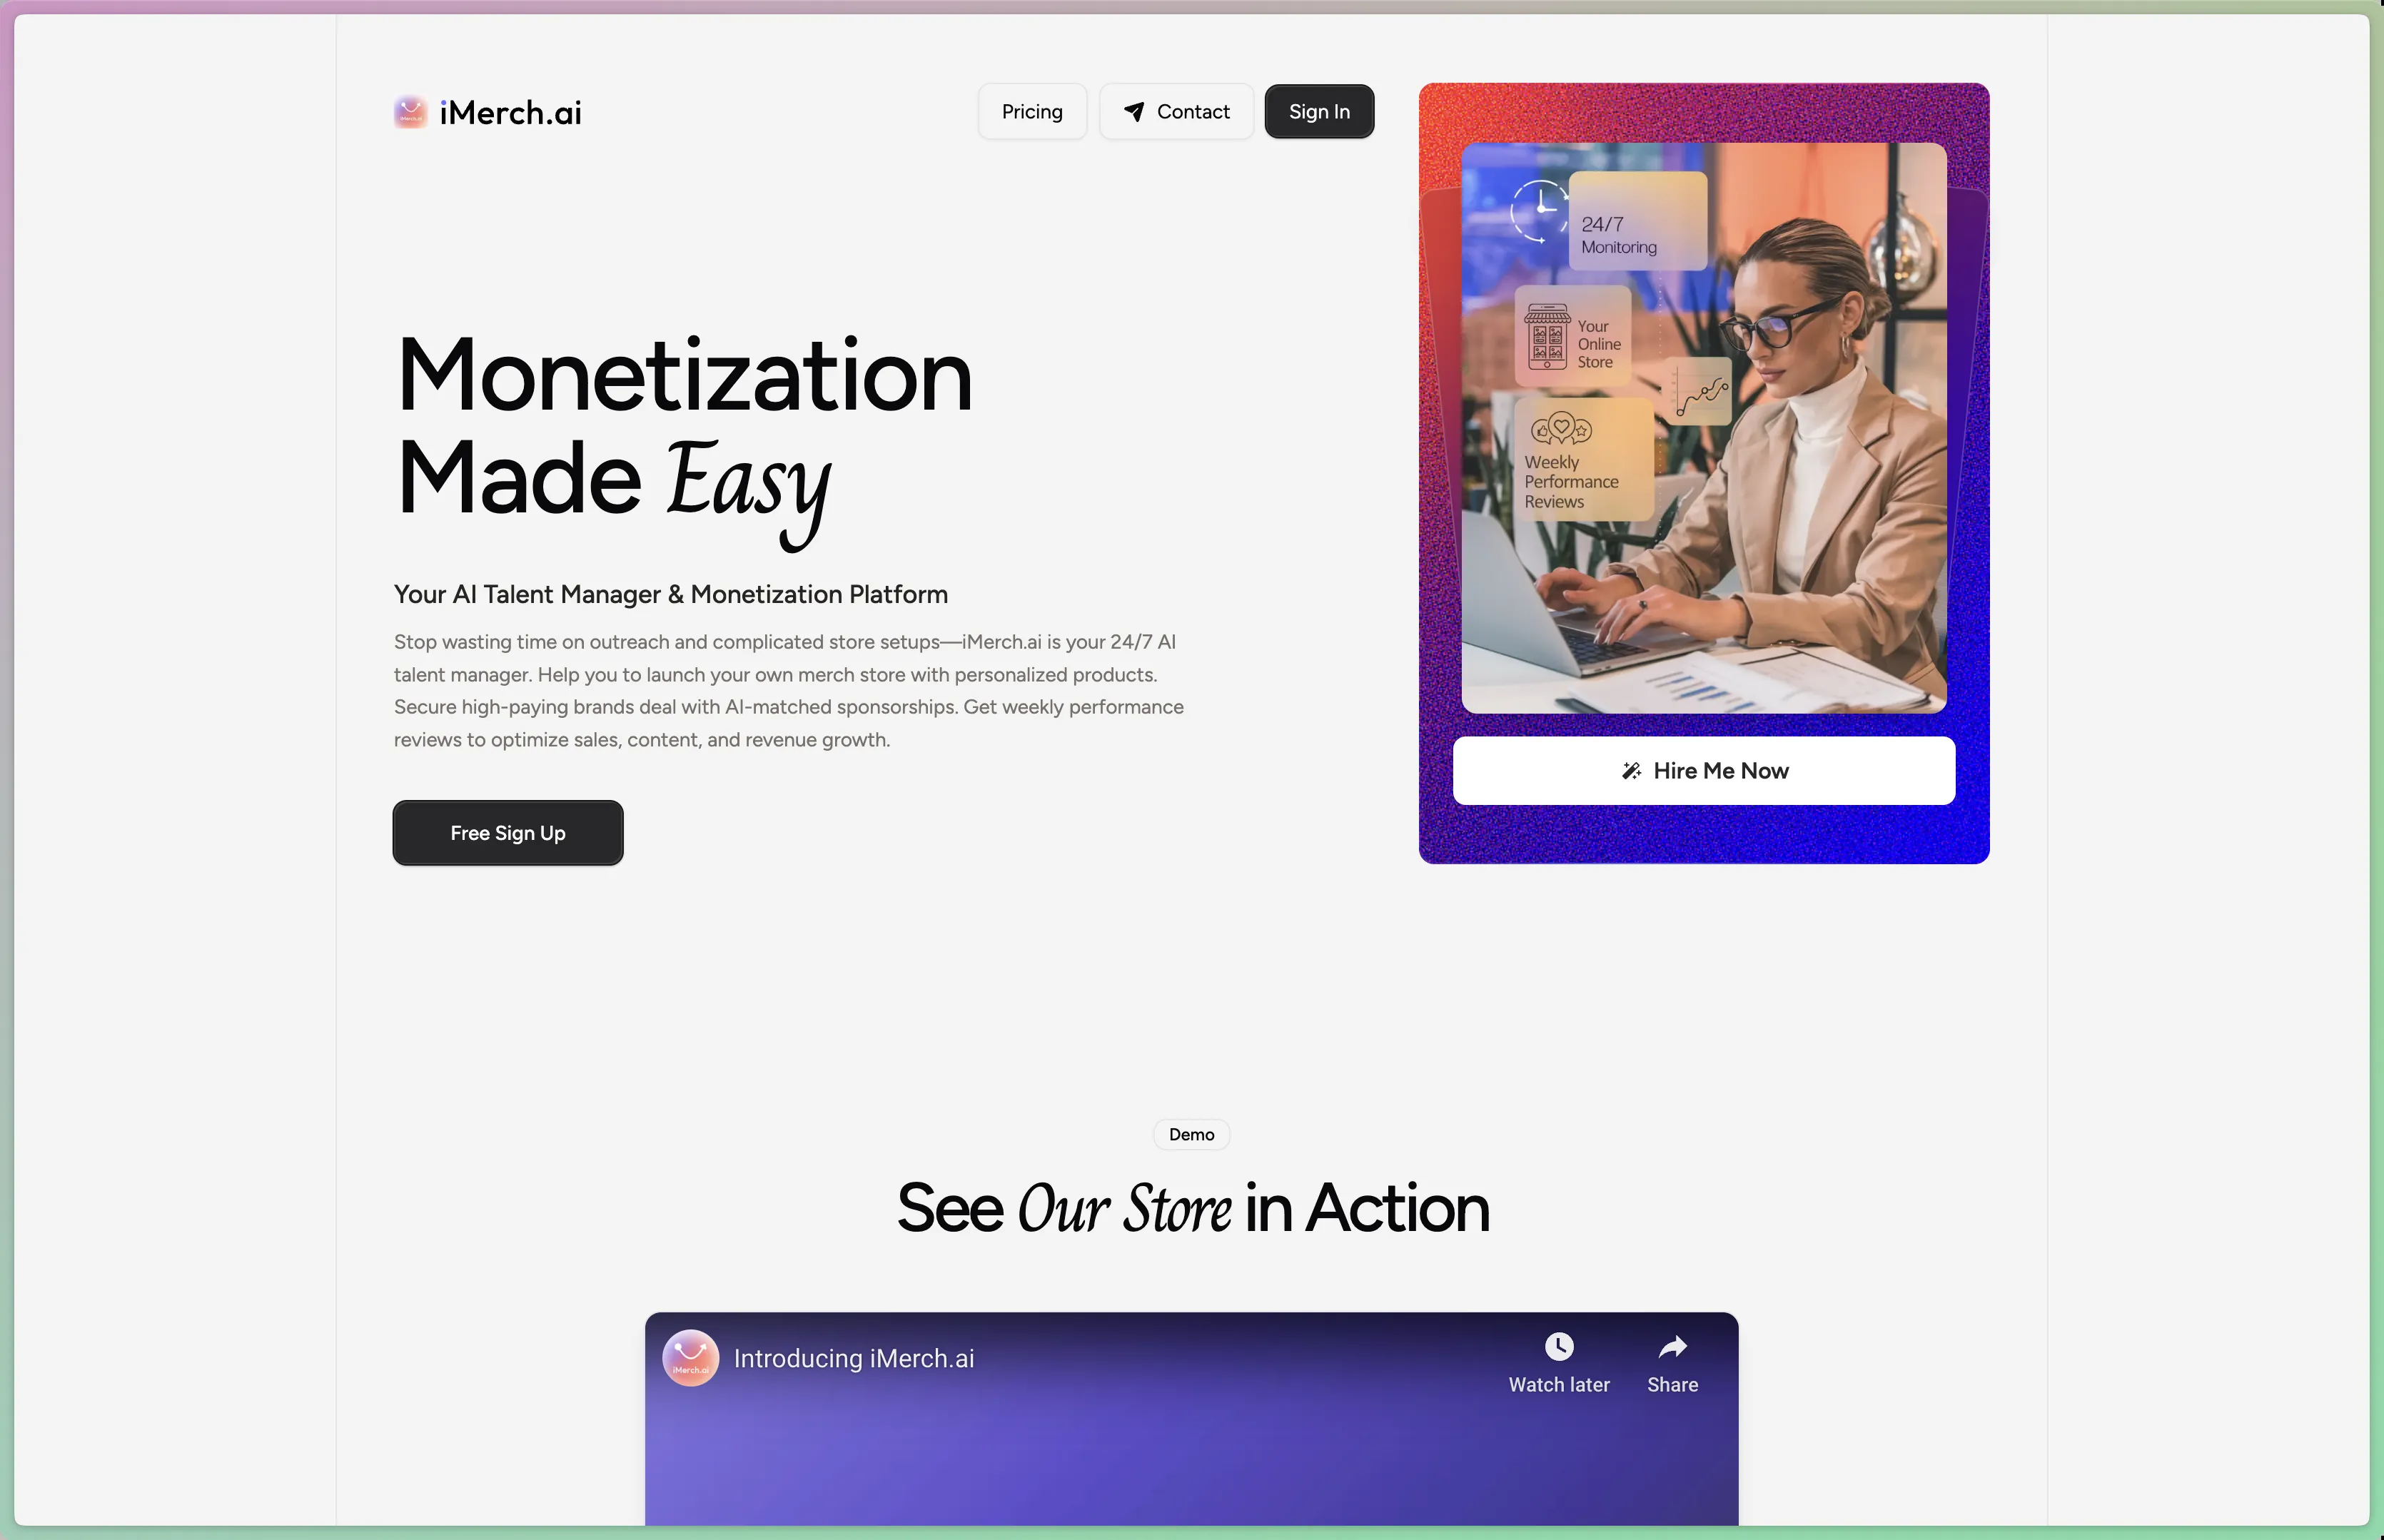 iMerch.ai
Pricing
Contact
Sign In
Monetization
Made Easy
Your AI Talent Manager & Monetization Platform
Stop wasting time on outreach and complicated store setups—iMerch.ai is your 24/7 AI
talent manager. Help you to launch your own merch store with personalized products.
Secure high-paying brands deal with AI-matched sponsorships. Get weekly performance
reviews to optimize sales, content, and revenue growth.
Free Sign Up
24/7
Monitoring
Your
Online
Store
Weekly
Performance
Reviews
Hire Me Now
Demo
See Our Store in Action
iMerch.ai
Introducing iMerch.ai
Watch later
Share